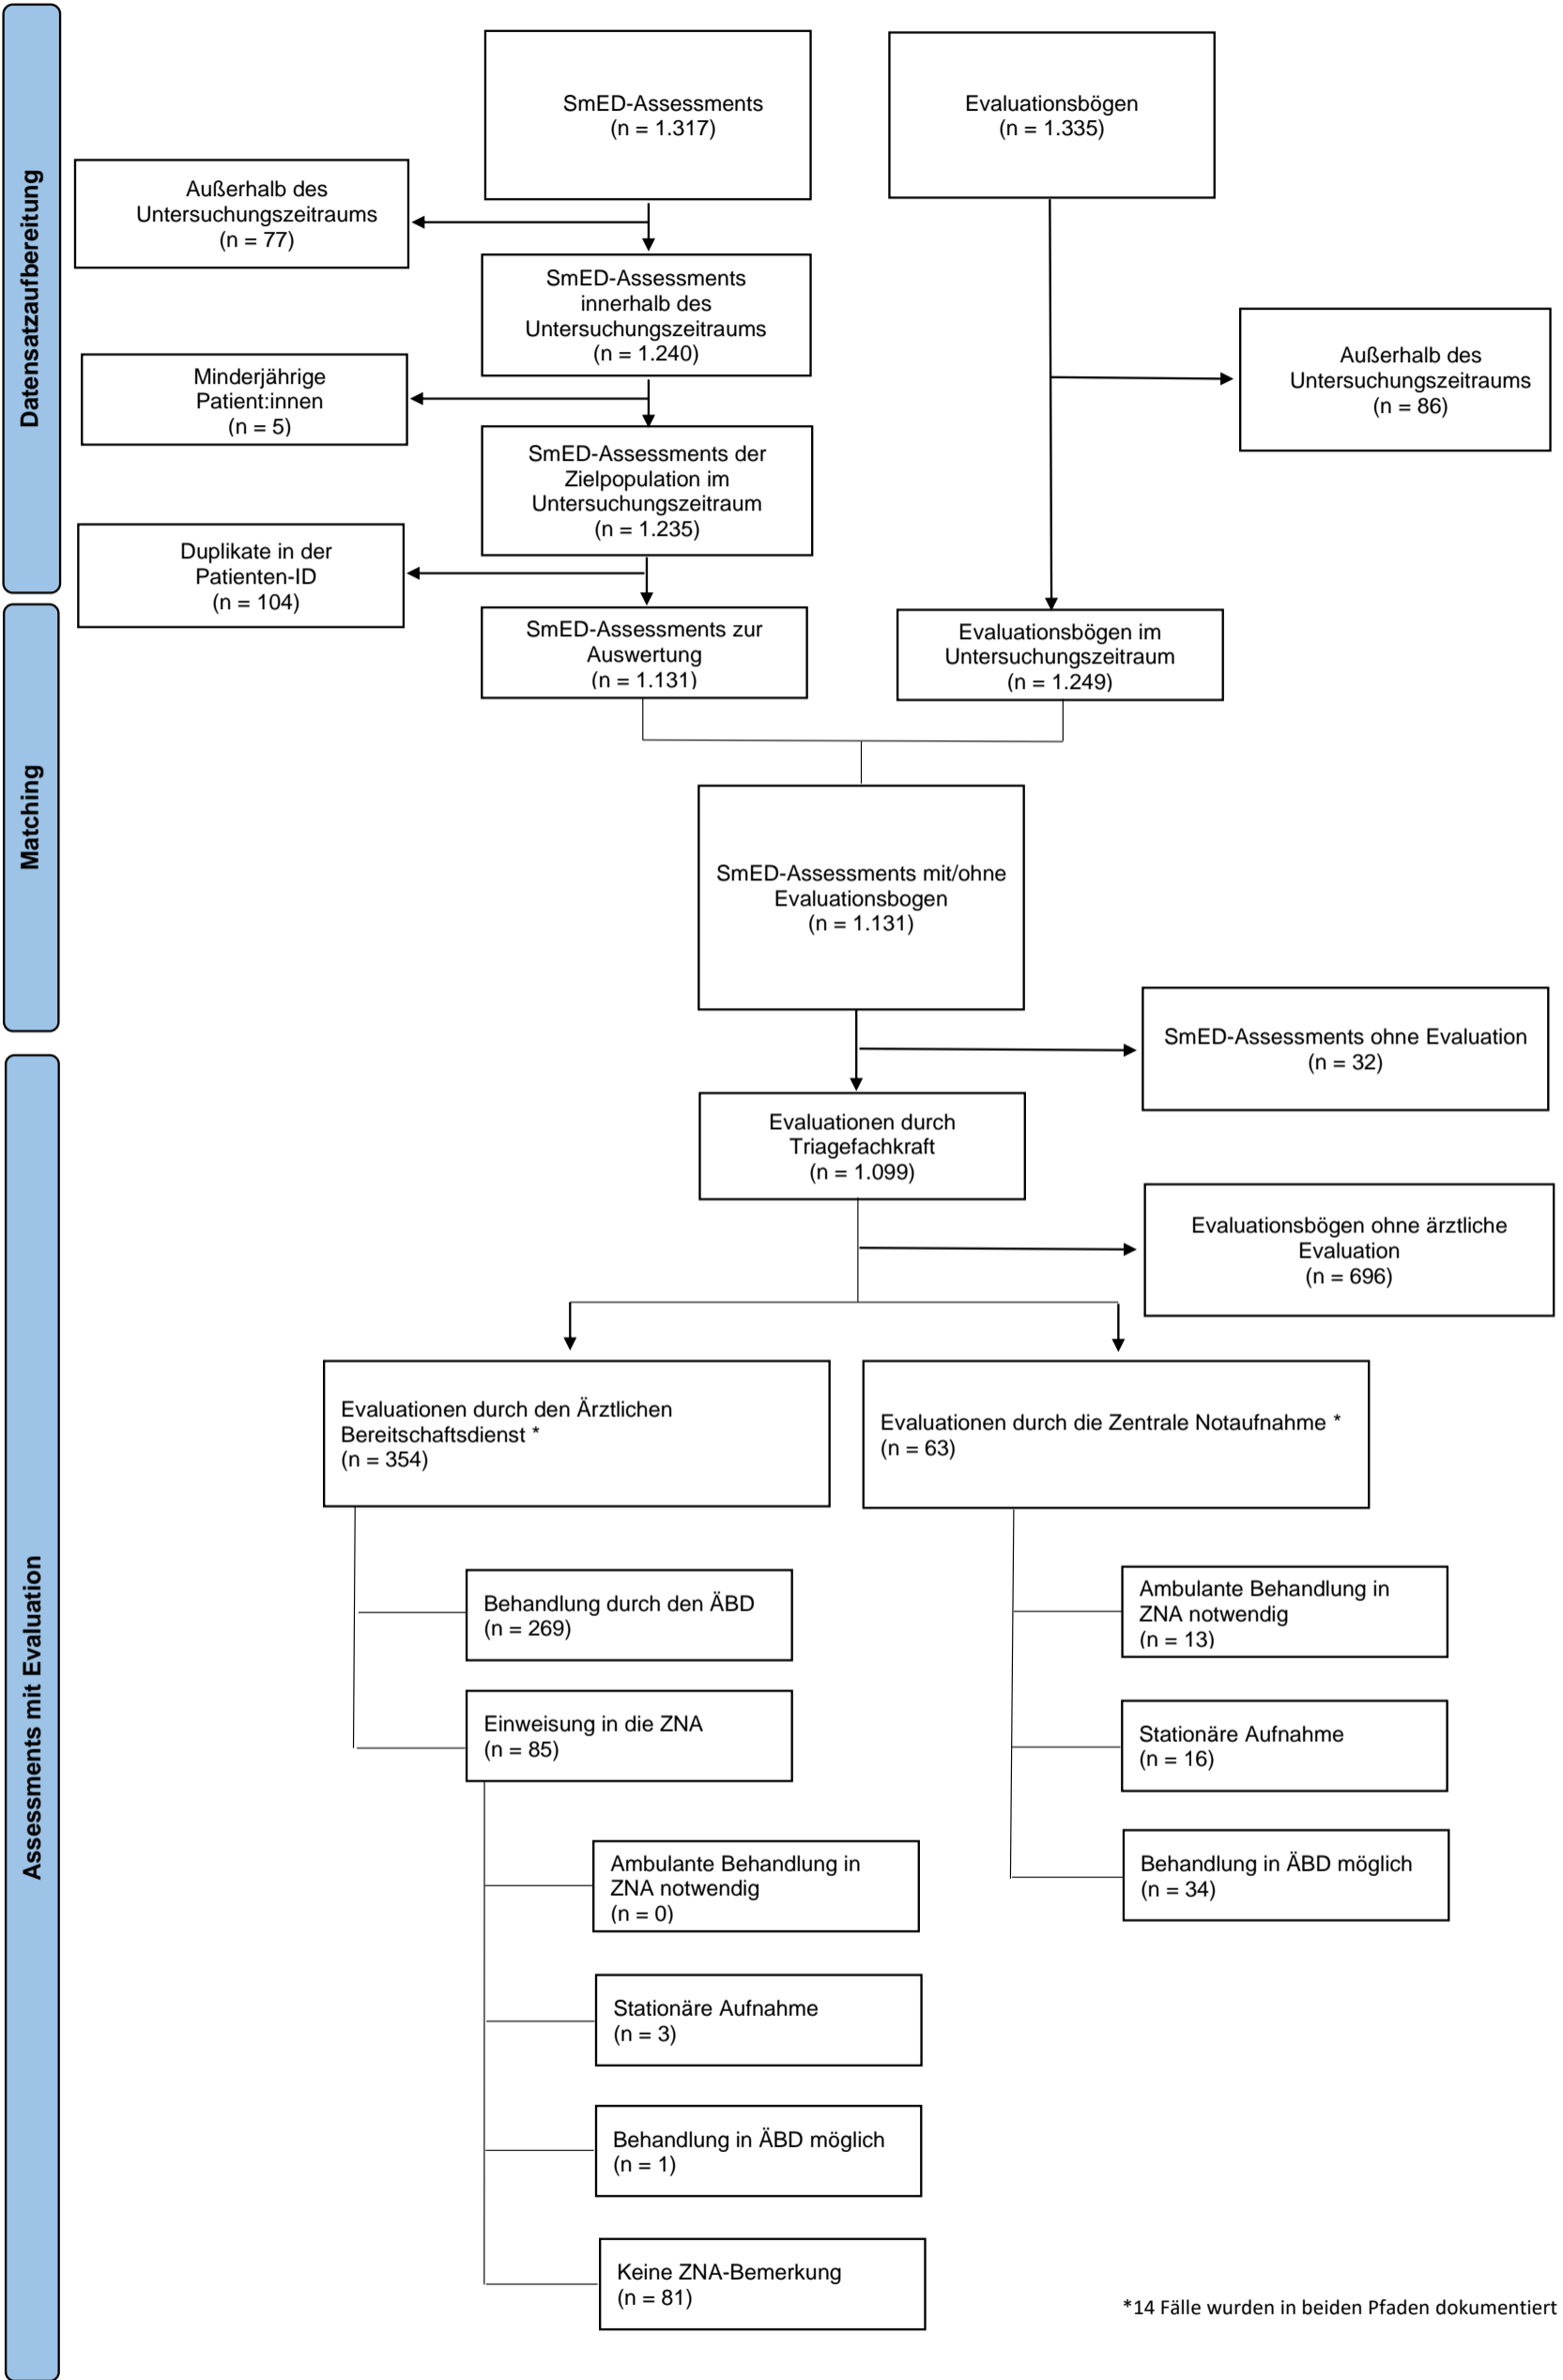 Datensatzaufbereitung
SmED-Assessments
(n = 1.317)
Evaluationsbögen
(n = 1.335)
Außerhalb des
Untersuchungszeitraums
(n = 77)
SmED-Assessments
innerhalb des
Untersuchungszeitraums
(n = 1.240)
Außerhalb des
Untersuchungszeitraums
(n = 86)
Minderjährige
Patient:innen
(n = 5)
SmED-Assessments der
Zielpopulation im
Untersuchungszeitraum
(n = 1.235)
Duplikate in der
Patienten-ID
(n = 104)
Matching
SmED-Assessments zur
Auswertung
(n = 1.131)
Evaluationsbögen im
Untersuchungszeitraum
(n = 1.249)
SmED-Assessments mit/ohne
Evaluationsbogen
(n = 1.131)
SmED-Assessments ohne Evaluation
(n = 32)
Assessments mit Evaluation
Evaluationen durch
Triagefachkraft
(n = 1.099)
Evaluationsbögen ohne ärztliche
Evaluation
(n = 696)
Evaluationen durch den Ärztlichen
Bereitschaftsdienst *
(n = 354)
Evaluationen durch die Zentrale Notaufnahme *
(n = 63)
Behandlung durch den ÄBD
(n = 269)
Einweisung in die ZNA
(n = 85)
Ambulante Behandlung in
ZNA notwendig
(n = 0)
Stationäre Aufnahme
(n = 3)
Behandlung in ÄBD möglich
(n = 1)
Keine ZNA-Bemerkung
(n = 81)
Ambulante Behandlung in
ZNA notwendig
(n = 13)
Stationäre Aufnahme
(n = 16)
Behandlung in ÄBD möglich
(n = 34)
*14 Fälle wurden in beiden Pfaden dokumentiert